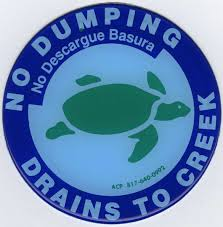 NO DUMPING
No Descargue Basura
ACP 817-640-0992
DRAINS TO CREEK